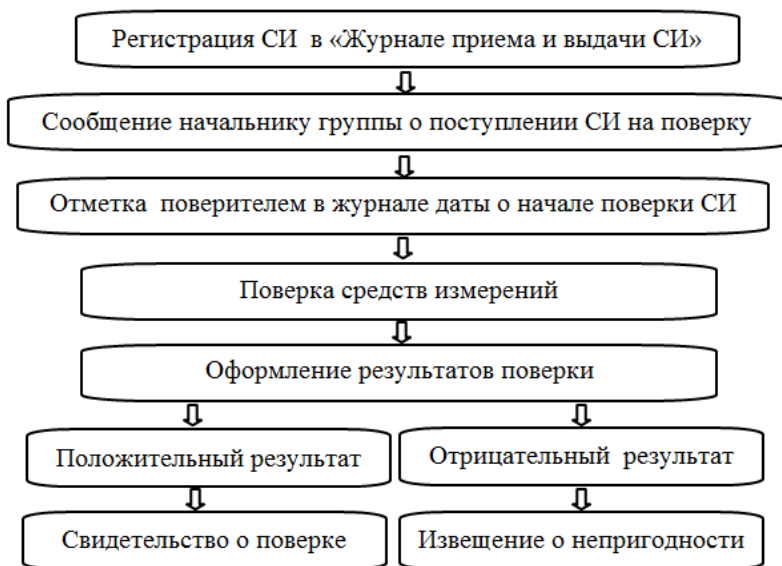 Регистрация СИ в «Журнале приема и выдачи СИ»
Сообщение начальнику группы о поступлении СИ на поверку
Отметка поверителем в журнале даты о начале поверки СИ
Поверка средств измерений
Оформление результатов поверки
Положительный результат
Отрицательный результат
Свидетельство о поверке
Извещение о непригодности